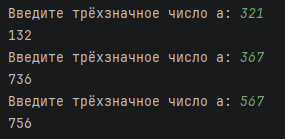 Введите трёхзначное число a: 321
132
Введите трёхзначное число a: 367
736
Введите трёхзначное число a: 567
756